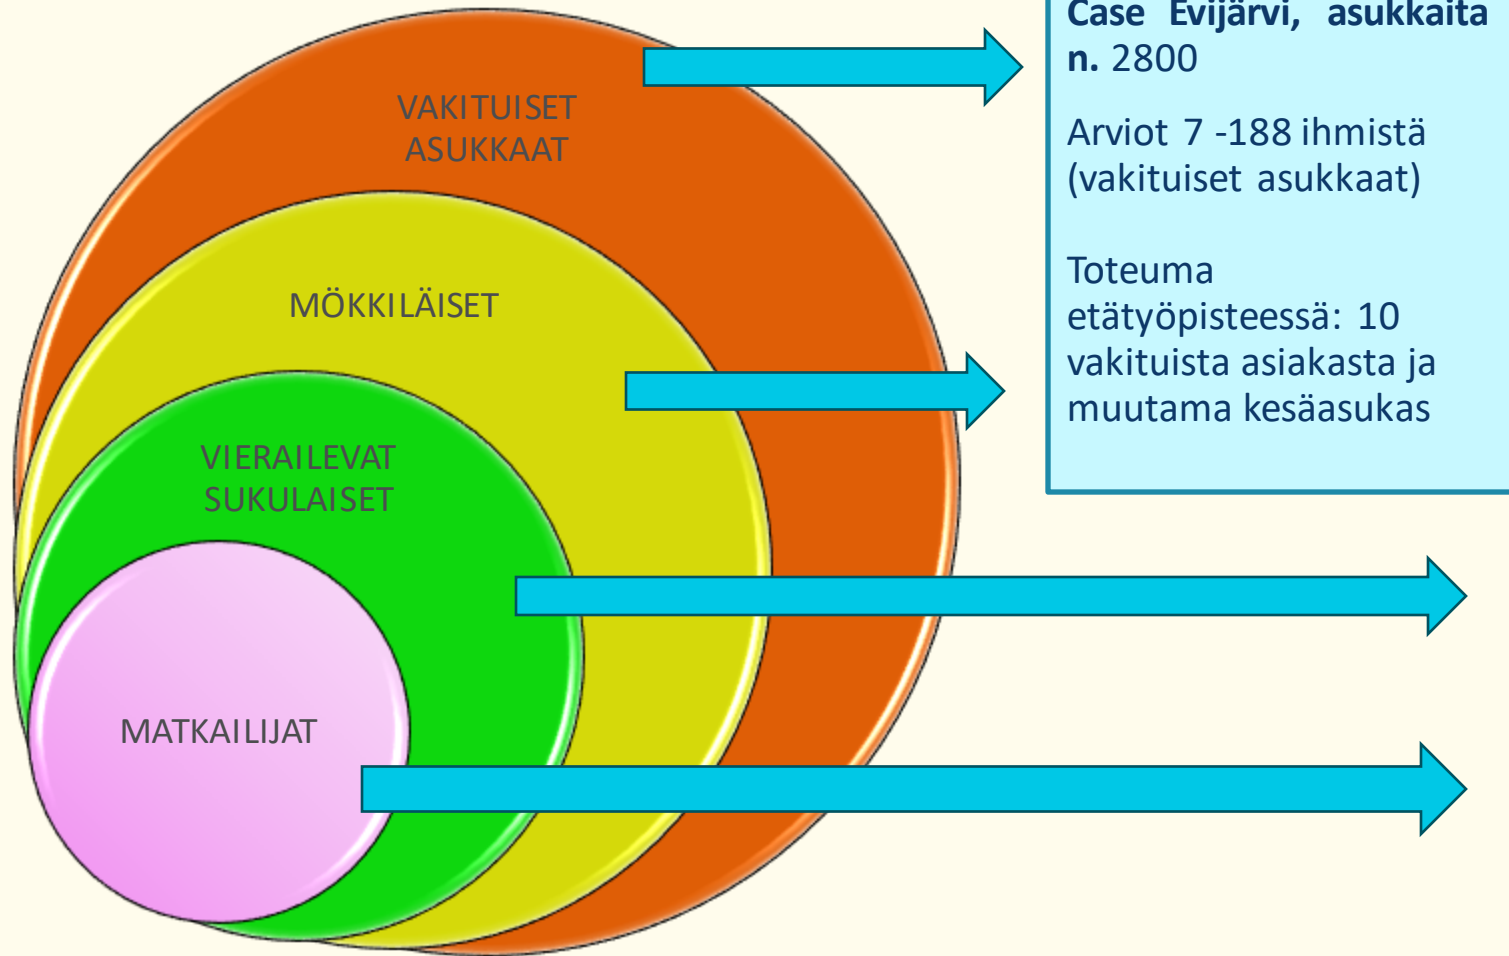 VAKITUISET
ASUKKAAT
MÖKKILÄISET
VIERAILEVAT
SUKULAISET
MATKAILIJAT
Case Evijärvi, asukkaita
n. 2800
Arviot 7 -188 ihmistä
(vakituiset asukkaat)
Toteuma
etätyöpisteessä: 10
vakituista asiakasta ja
muutama kesäasukas